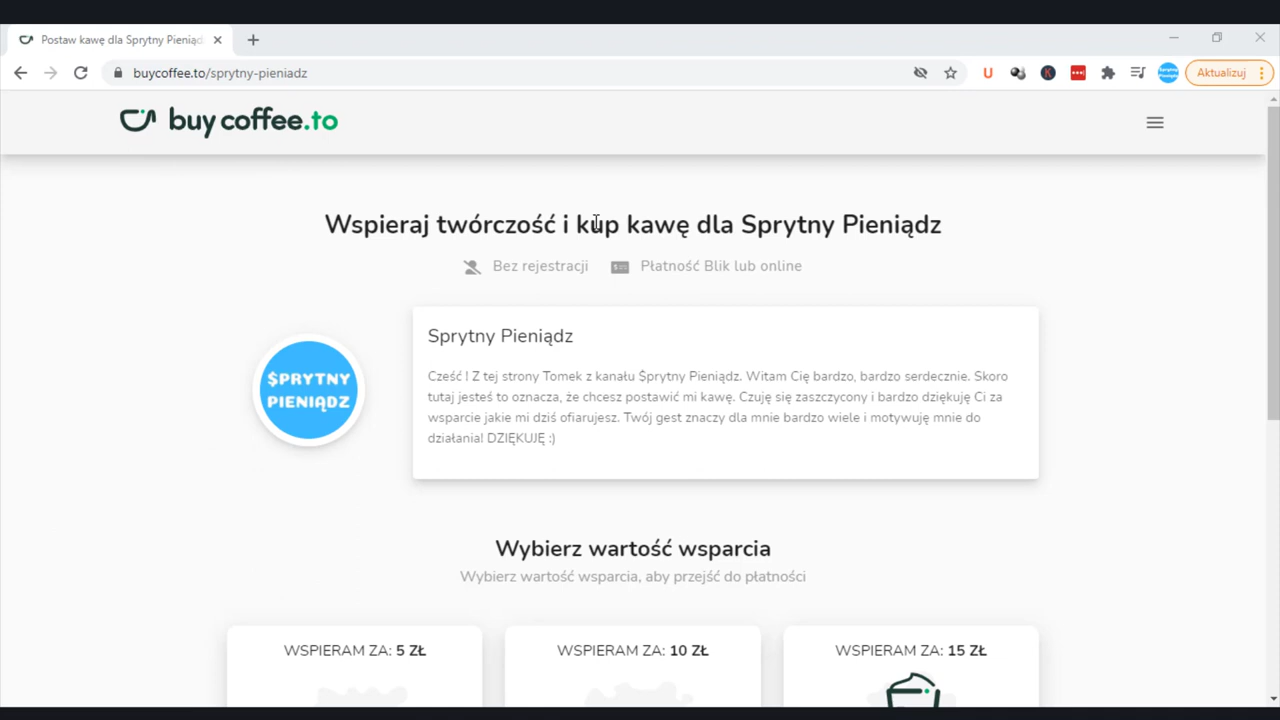 Postaw kawę dla Sprytny Pieniąd
buycoffee.to/sprytny-pieniadz
U
K
Sprytny Pieniądz
Aktualizuj
buy coffee.to
Wspieraj twórczość i kup kawę dla Sprytny Pieniądz
Bez rejestracji
Płatność Blik lub online
$PRYTNY
PIENIĄDZ
Sprytny Pieniądz
Cześć ! Z tej strony Tomek z kanału $prytny Pieniądz. Witam Cię bardzo, bardzo serdecznie. Skoro
tutaj jesteś to oznacza, że chcesz postawić mi kawę. Czuję się zaszczycony i bardzo dziękuję Ci za
wsparcie jakie mi dziś ofiarujesz. Twój gest znaczy dla mnie bardzo wiele i motywuję mnie do
działania! DZIĘKUJĘ :)
Wybierz wartość wsparcia
Wybierz wartość wsparcia, aby przejść do płatności
WSPIERAM ZA: 5 ZŁ
WSPIERAM ZA: 10 ZŁ
WSPIERAM ZA: 15 ZŁ